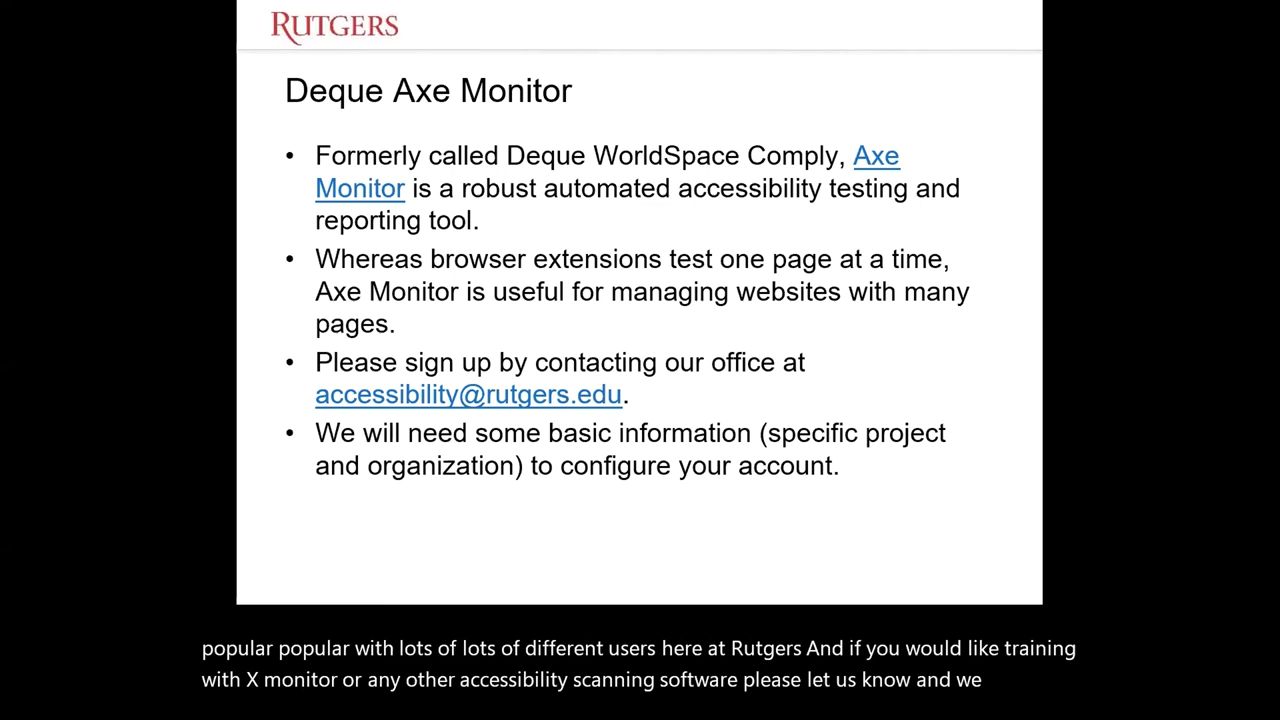 RUTGERS
Deque Axe Monitor
• Formerly called Deque WorldSpace Comply, Axe
Monitor is a robust automated accessibility testing and
reporting tool.
• Whereas browser extensions test one page at a time,
Axe Monitor is useful for managing websites with many
pages.
• Please sign up by contacting our office at
accessibility@rutgers.edu.
• We will need some basic information (specific project
and organization) to configure your account.
popular popular with lots of lots of different users here at Rutgers And if you would like training
with X monitor or any other accessibility scanning software please let us know and we